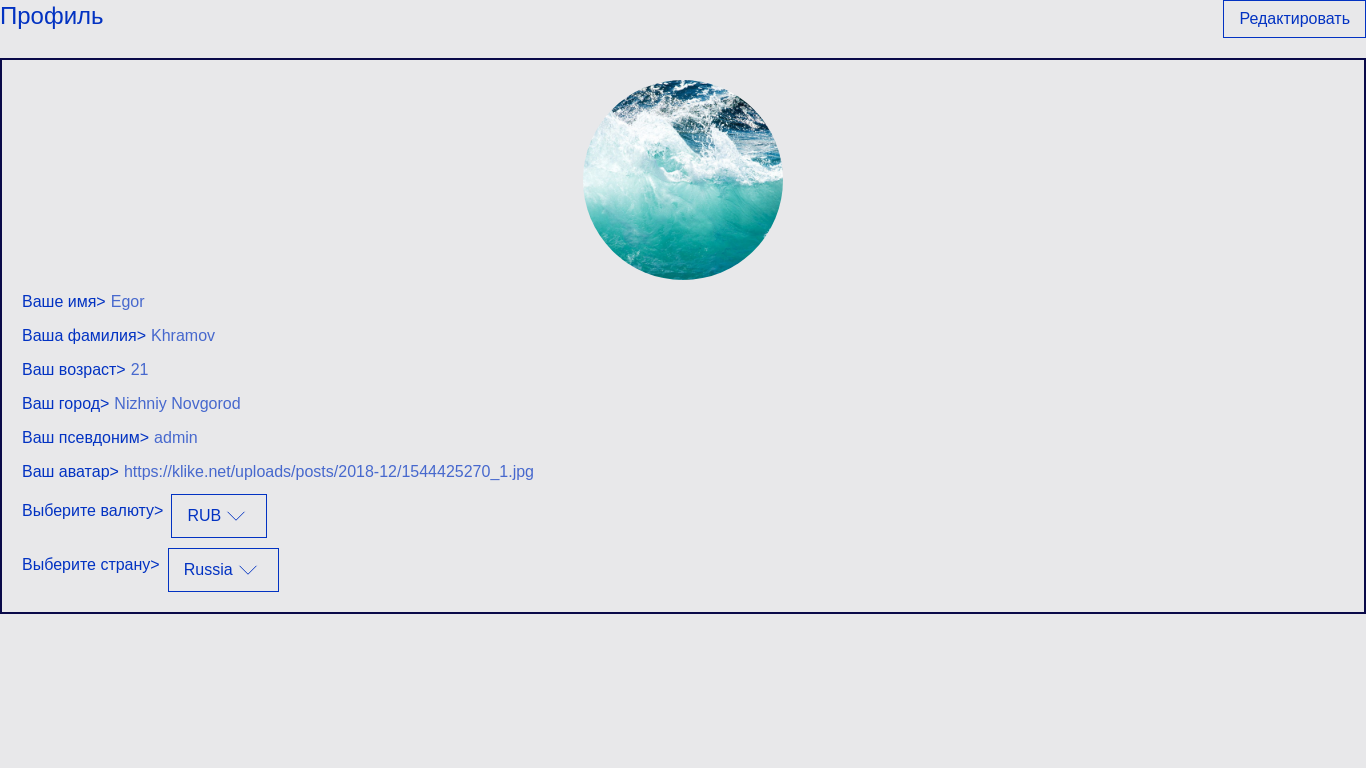 Профиль
Редактировать
Ваше имя> Egor
Ваша фамилия> Khramov
Ваш возраст> 21
Ваш город> Nizhniy Novgorod
Ваш псевдоним> admin
Ваш аватар> https://klike.net/uploads/posts/2018-12/1544425270_1.jpg
Выберите валюту> RUB
Выберите страну> Russia